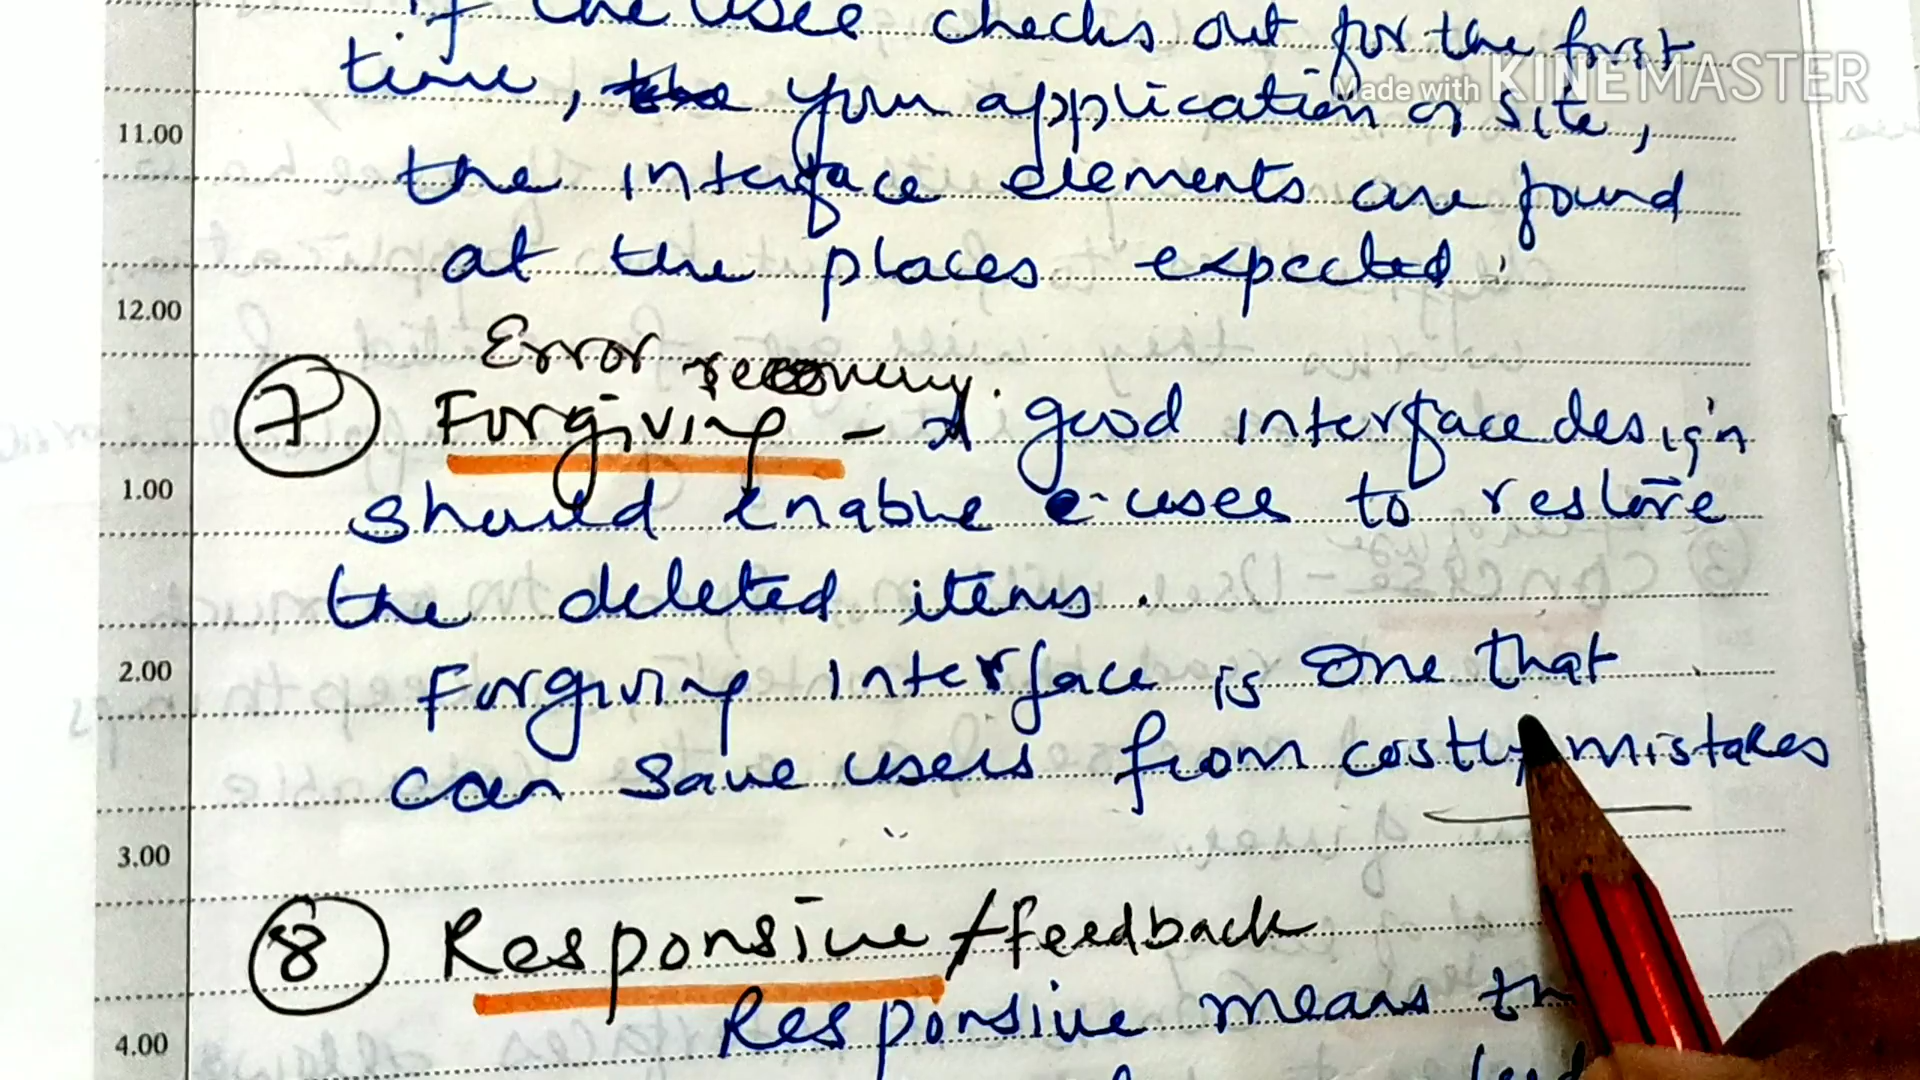 if the user checks out for the first
time, your application or site,
Made with KINEMASTER
11.00
the interface elements are found
at the places expected.
12.00
Error recovery.
7 Forgiving - A good interface design
1.00
should enable user to restore
the deleted items.
2.00
Forgiving interface is one that
can save users from costly mistakes
3.00
8 Responsive / feedback
Responsive means th
4.00